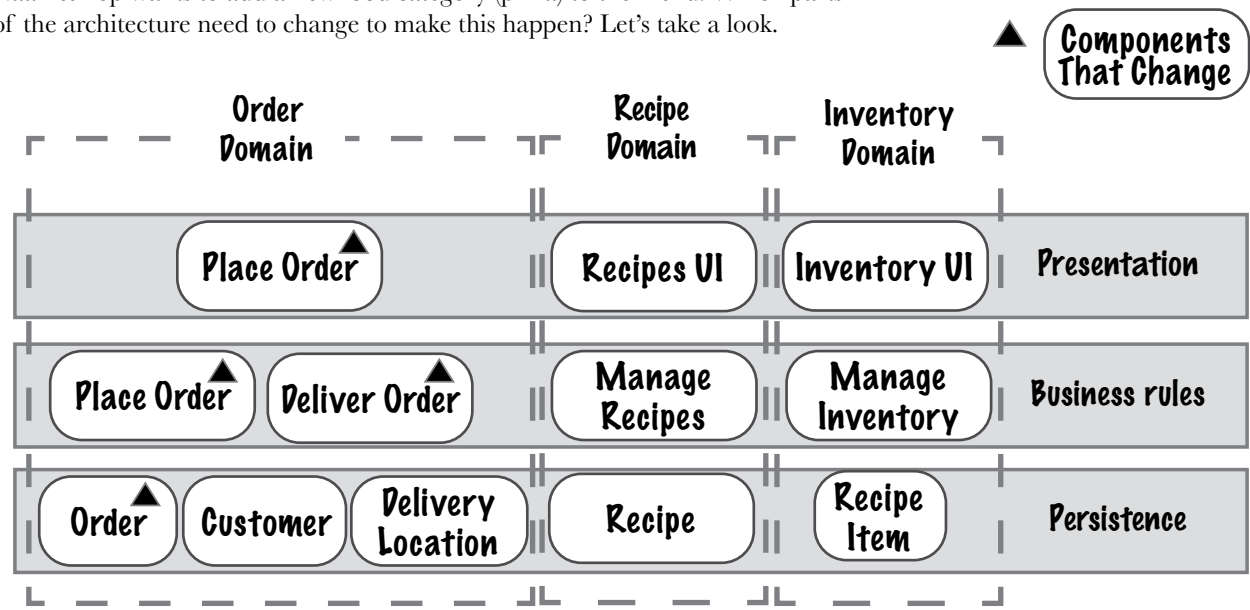 of the architecture need to change to make this happen? Let's take a look.
Components
That Change
Order
Domain
Recipe
Domain
Inventory
Domain
Place Order
Recipes UI
Inventory UI
Presentation
Place Order
Deliver Order
Manage
Recipes
Manage
Inventory
Business rules
Order
Customer
Delivery
Location
Recipe
Recipe
Item
Persistence